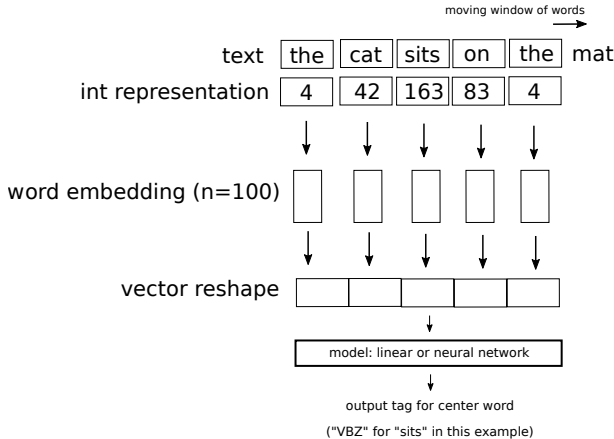 moving window of words
text the cat sits on the mat
int representation 4 42 163 83 4
word embedding (n=100)
vector reshape
model: linear or neural network
output tag for center word
("VBZ" for "sits" in this example)